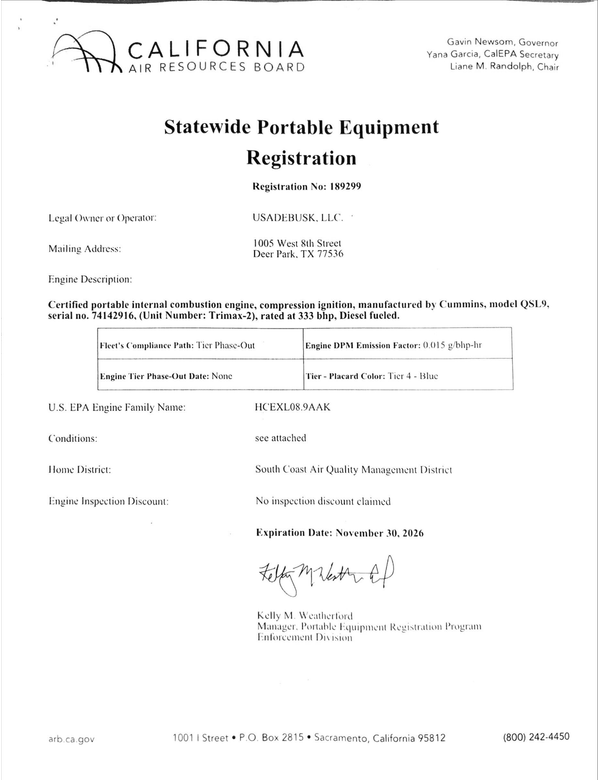 CALIFORNIA
AIR RESOURCES BOARD
Gavin Newsom, Governor
Yana Garcia, CalEPA Secretary
Liane M. Randolph, Chair
Statewide Portable Equipment
Registration
Registration No: 189299
Legal Owner or Operator: USADEBUSK, LLC.
Mailing Address: 1005 West 8th Street
Deer Park, TX 77536
Engine Description:
Certified portable internal combustion engine, compression ignition, manufactured by Cummins, model QSL9,
serial no. 74142916, (Unit Number: Trimax-2), rated at 333 bhp, Diesel fueled.
Fleet's Compliance Path: Tier Phase-Out Engine DPM Emission Factor: 0.015 g/bhp-hr
Engine Tier Phase-Out Date: None Tier - Placard Color: Tier 4 - Blue
U.S. EPA Engine Family Name: HCEXL08.9AAK
Conditions: see attached
Home District: South Coast Air Quality Management District
Engine Inspection Discount: No inspection discount claimed
Expiration Date: November 30, 2026
Kelly M. Weatherford
Manager, Portable Equipment Registration Program
Enforcement Division
arb.ca.gov 1001 I Street • P.O. Box 2815 • Sacramento, California 95812 (800) 242-4450